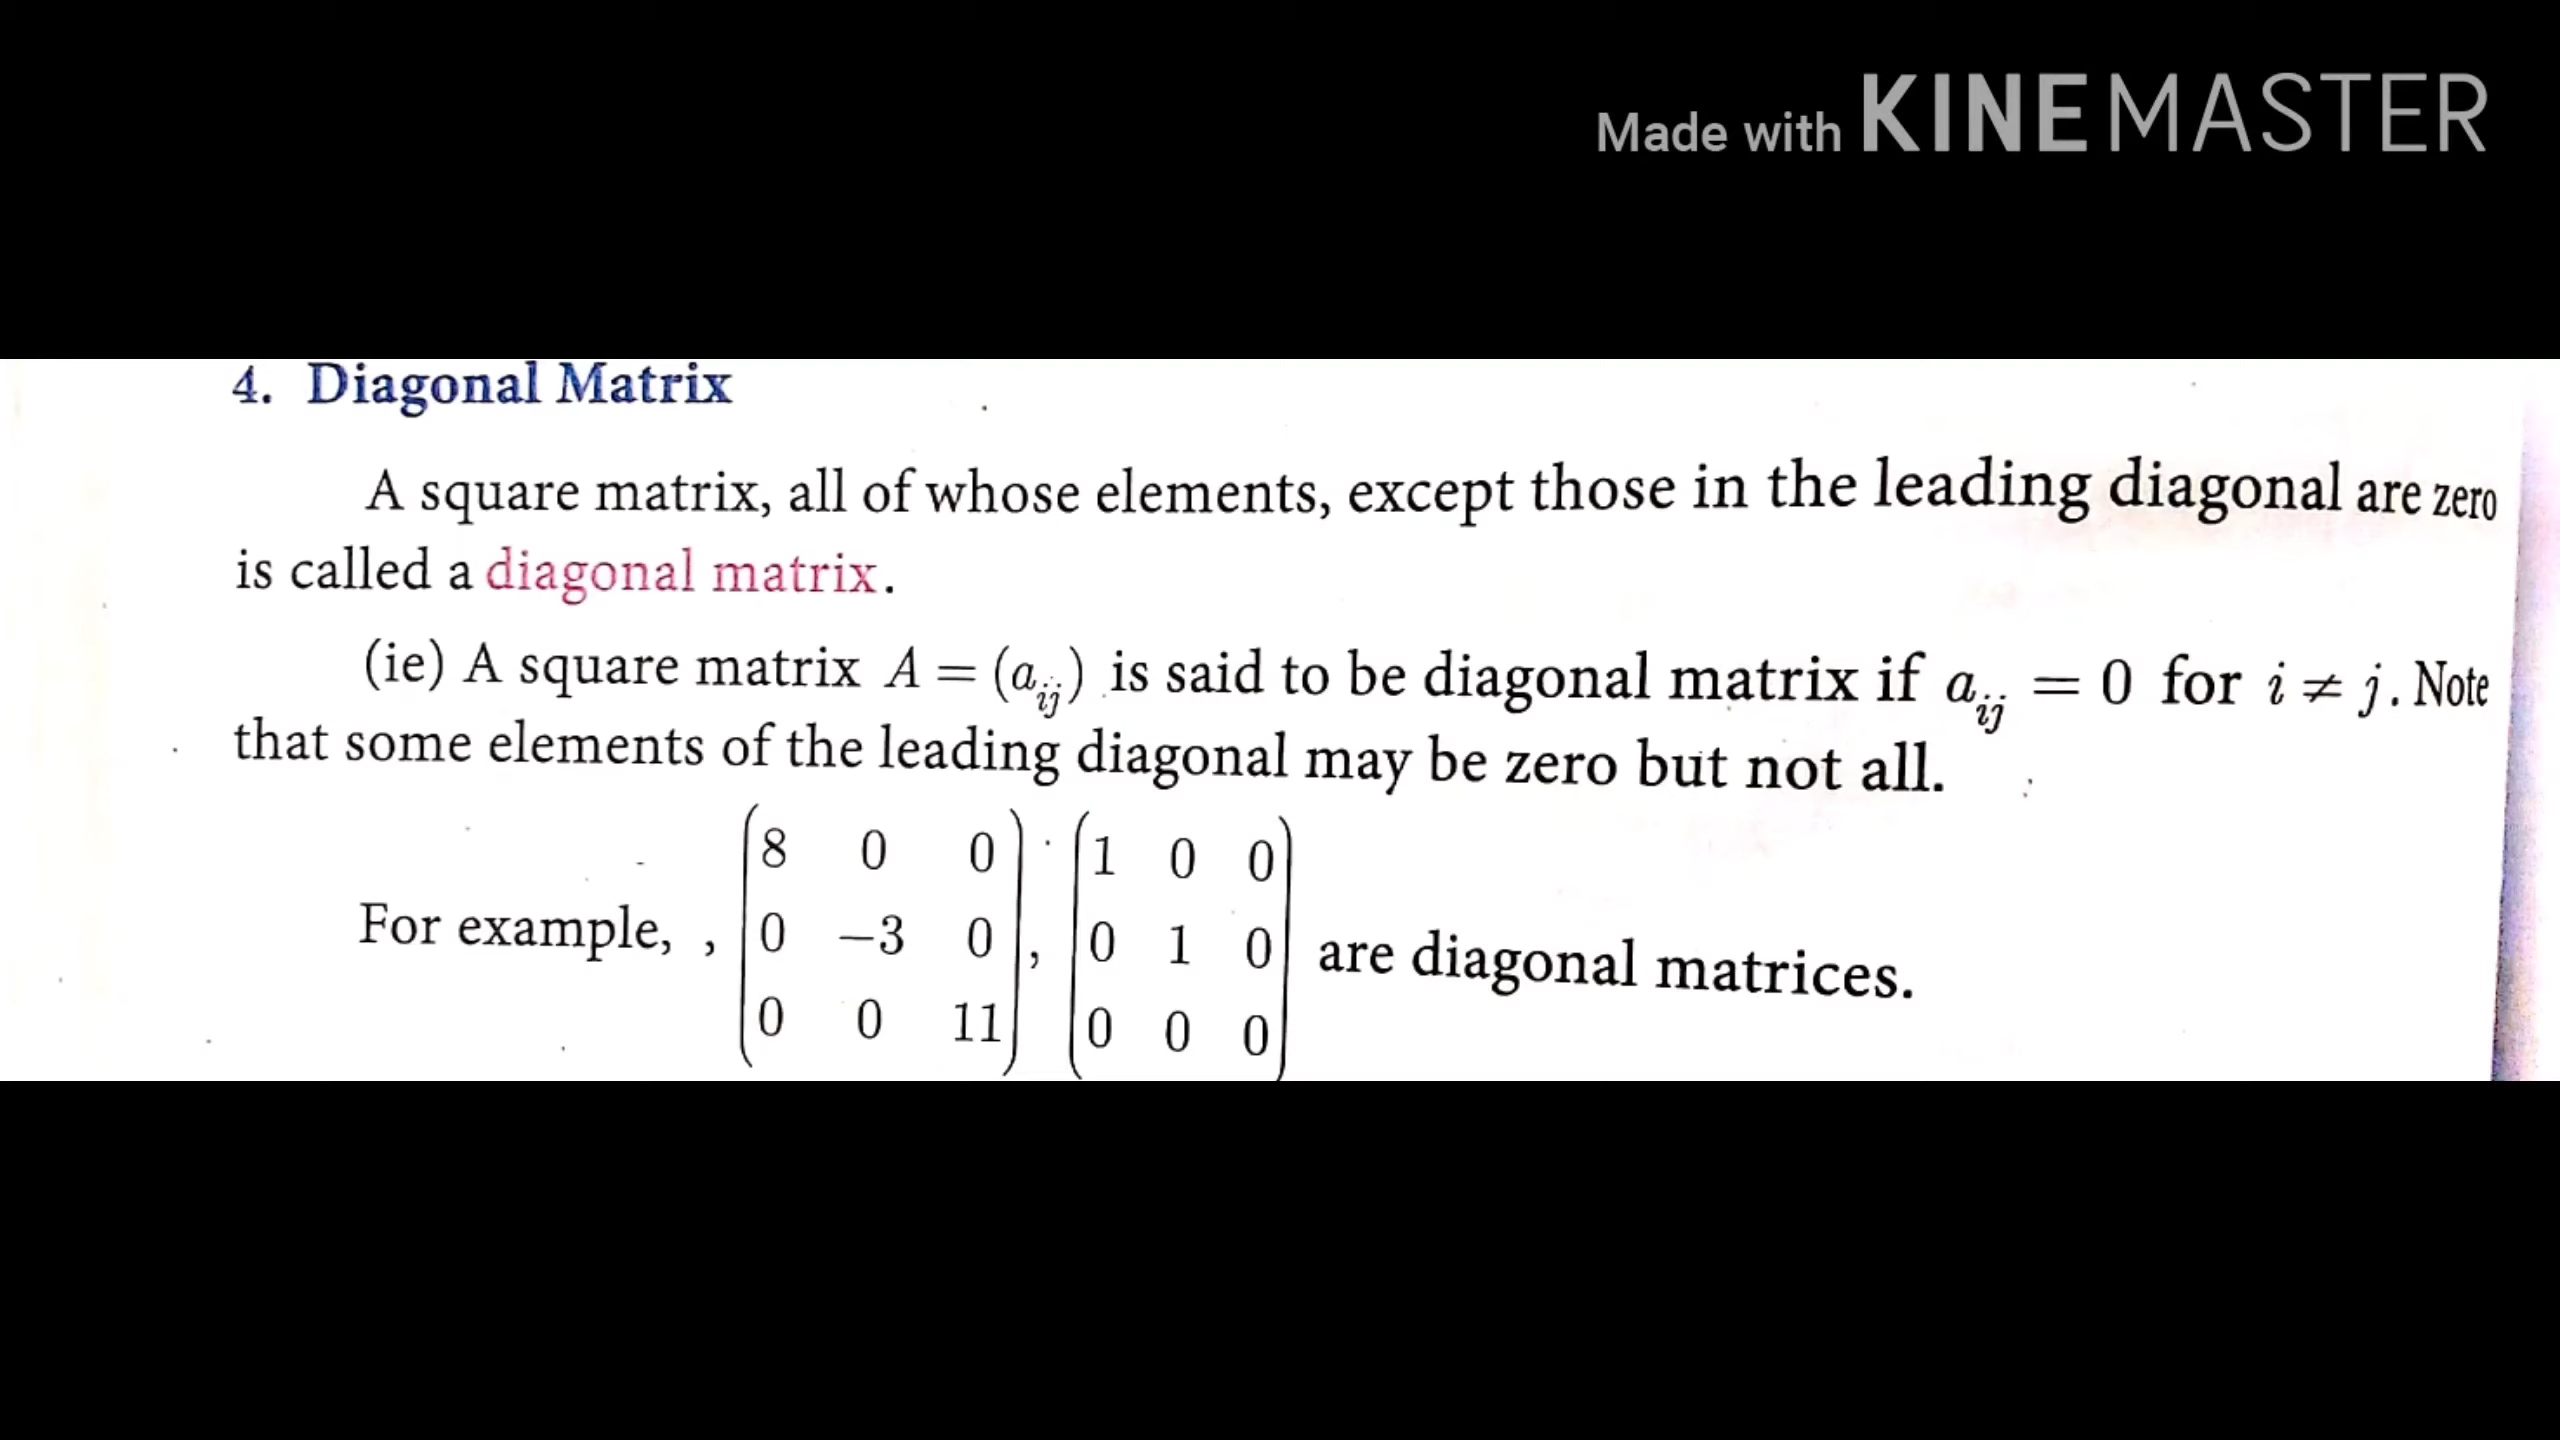 Made with KINEMASTER
4. Diagonal Matrix
A square matrix, all of whose elements, except those in the leading diagonal are zero
is called a diagonal matrix.
(ie) A square matrix A = (aᵢⱼ) is said to be diagonal matrix if aᵢⱼ = 0 for i ≠ j. Note
that some elements of the leading diagonal may be zero but not all.
8 0 0 1 0 0
For example, , 0 −3 0 , 0 1 0 are diagonal matrices.
0 0 11 0 0 0